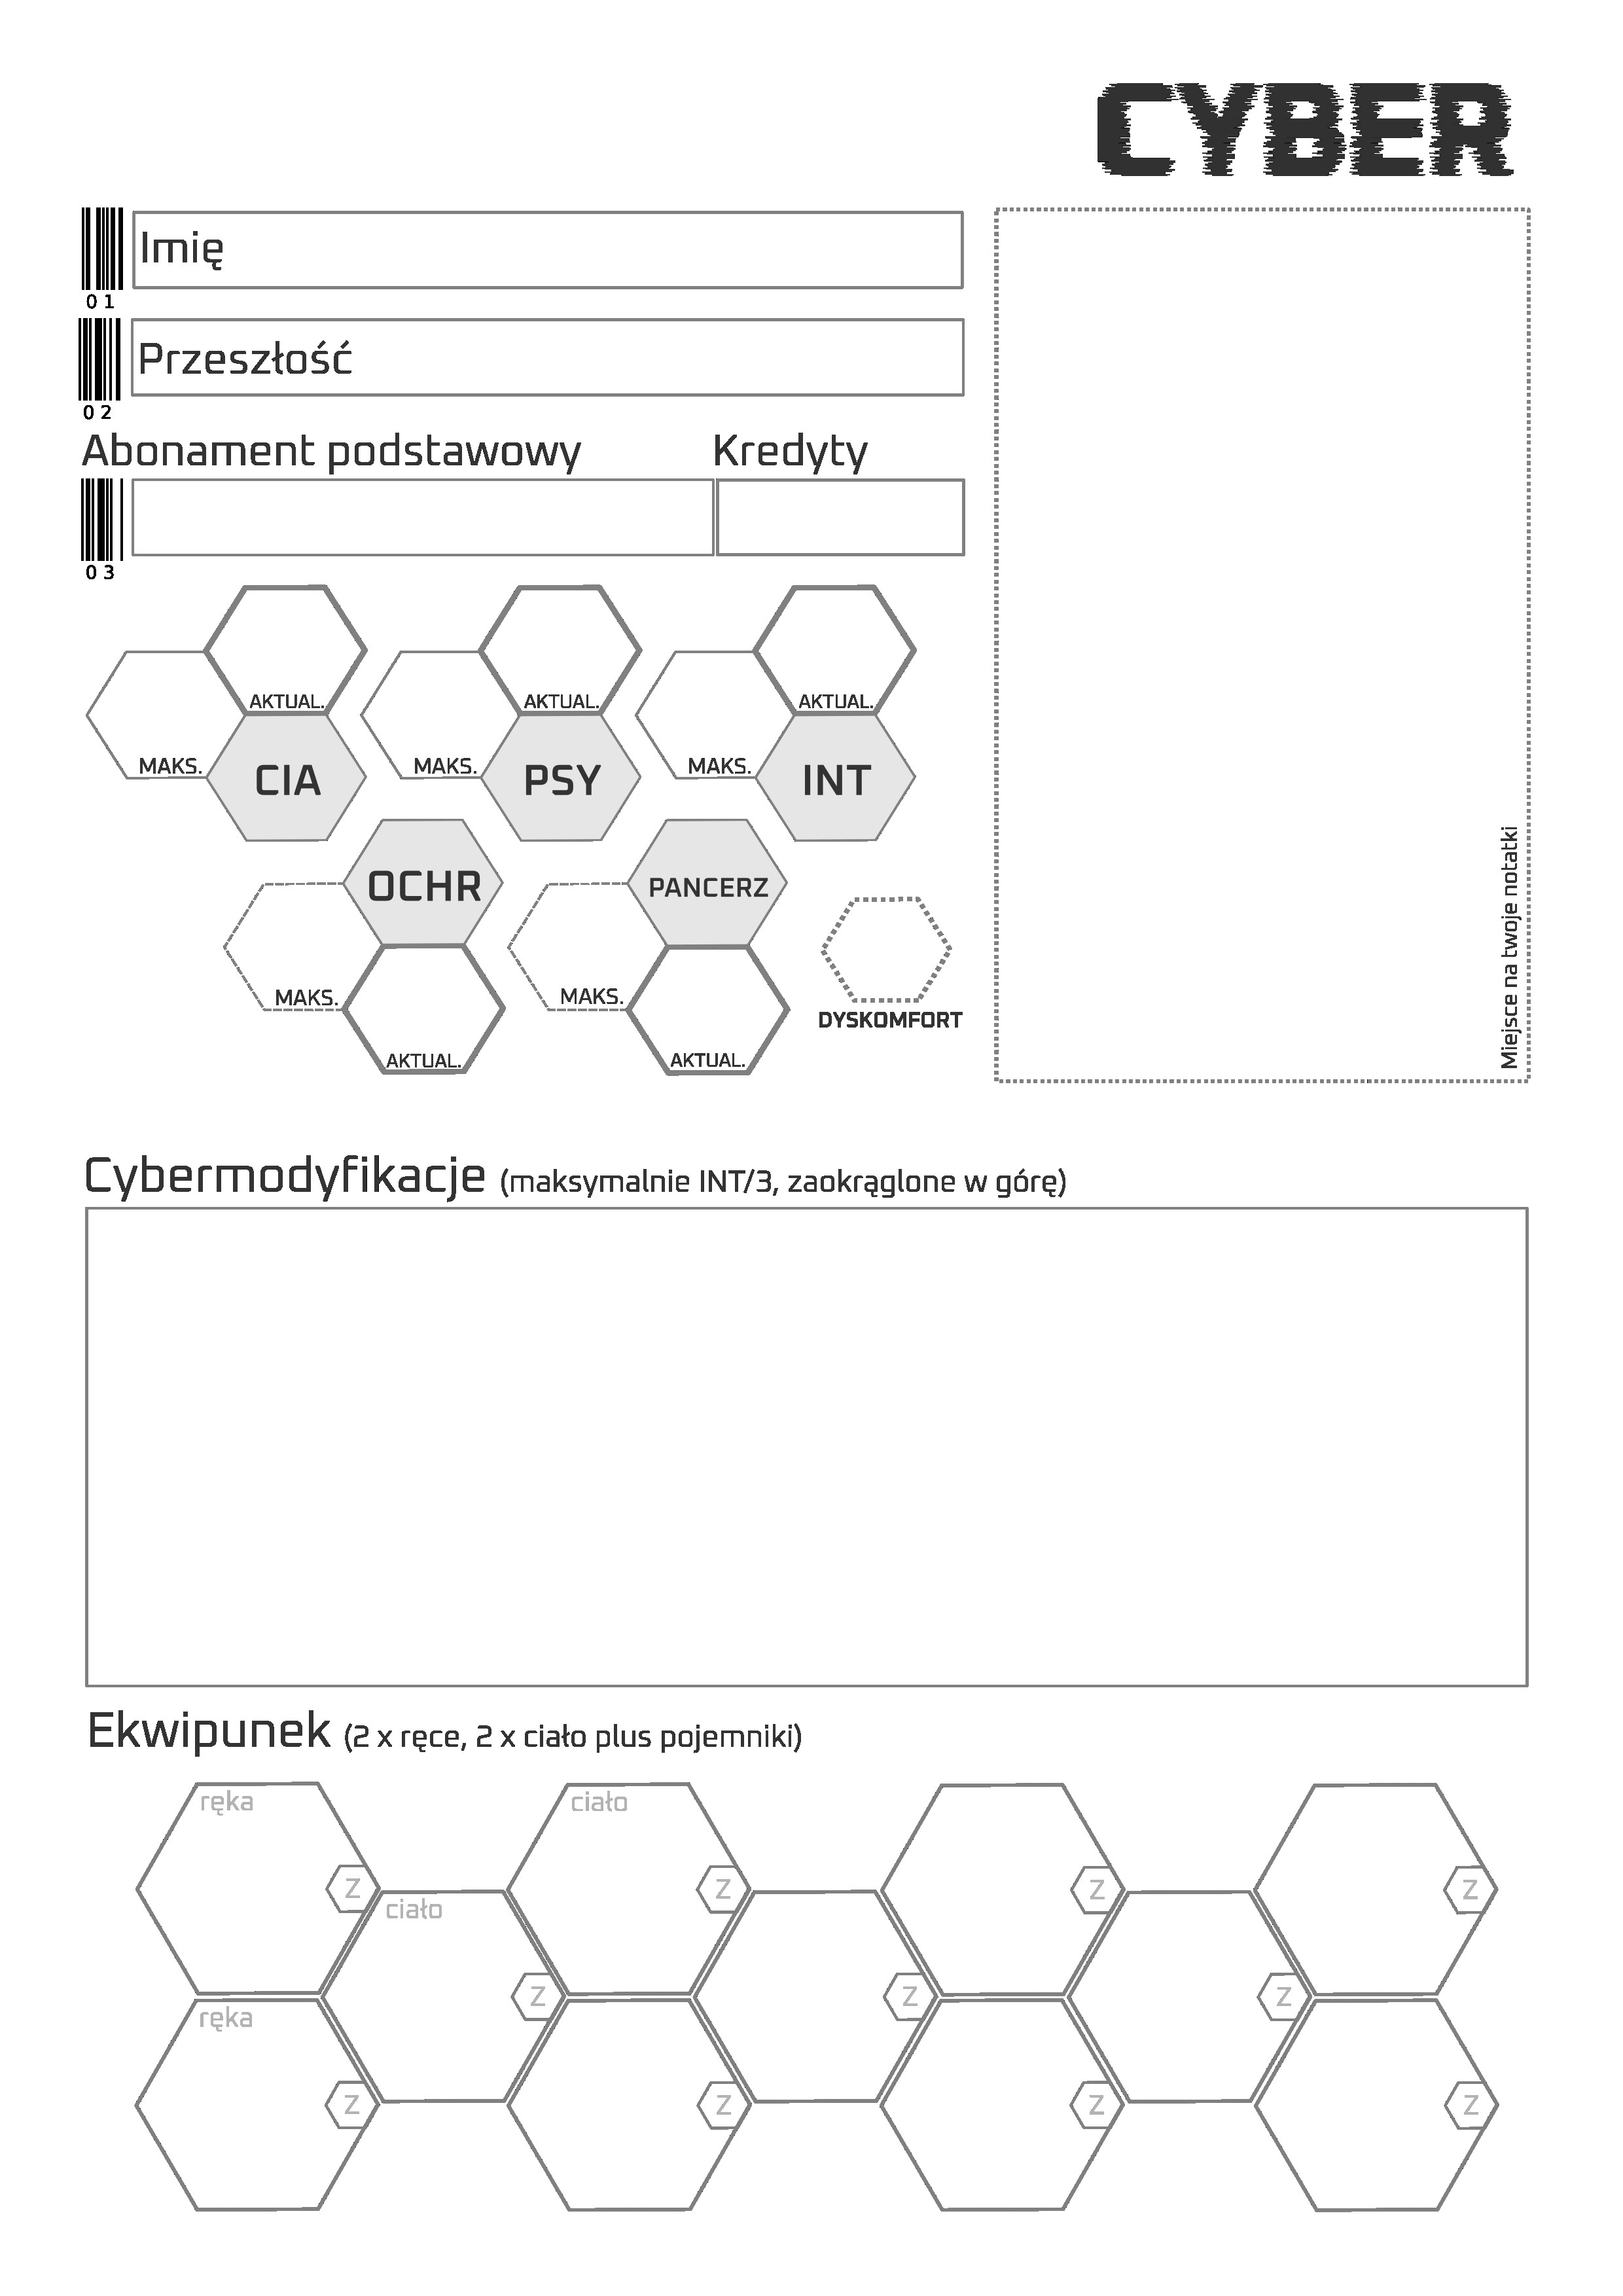 CYBER
Imię
01
Przeszłość
02
Abonament podstawowy Kredyty
03
AKTUAL. AKTUAL. AKTUAL.
MAKS. MAKS. MAKS.
CIA PSY INT
OCHR PANCERZ
MAKS. MAKS.
DYSKOMFORT
AKTUAL. AKTUAL.
Miejsce na twoje notatki
Cybermodyfikacje (maksymalnie INT/3, zaokrąglone w górę)
Ekwipunek (2 x ręce, 2 x ciało plus pojemniki)
ręka ciało
Z Z Z Z
ciało
Z Z Z
ręka
Z Z Z Z